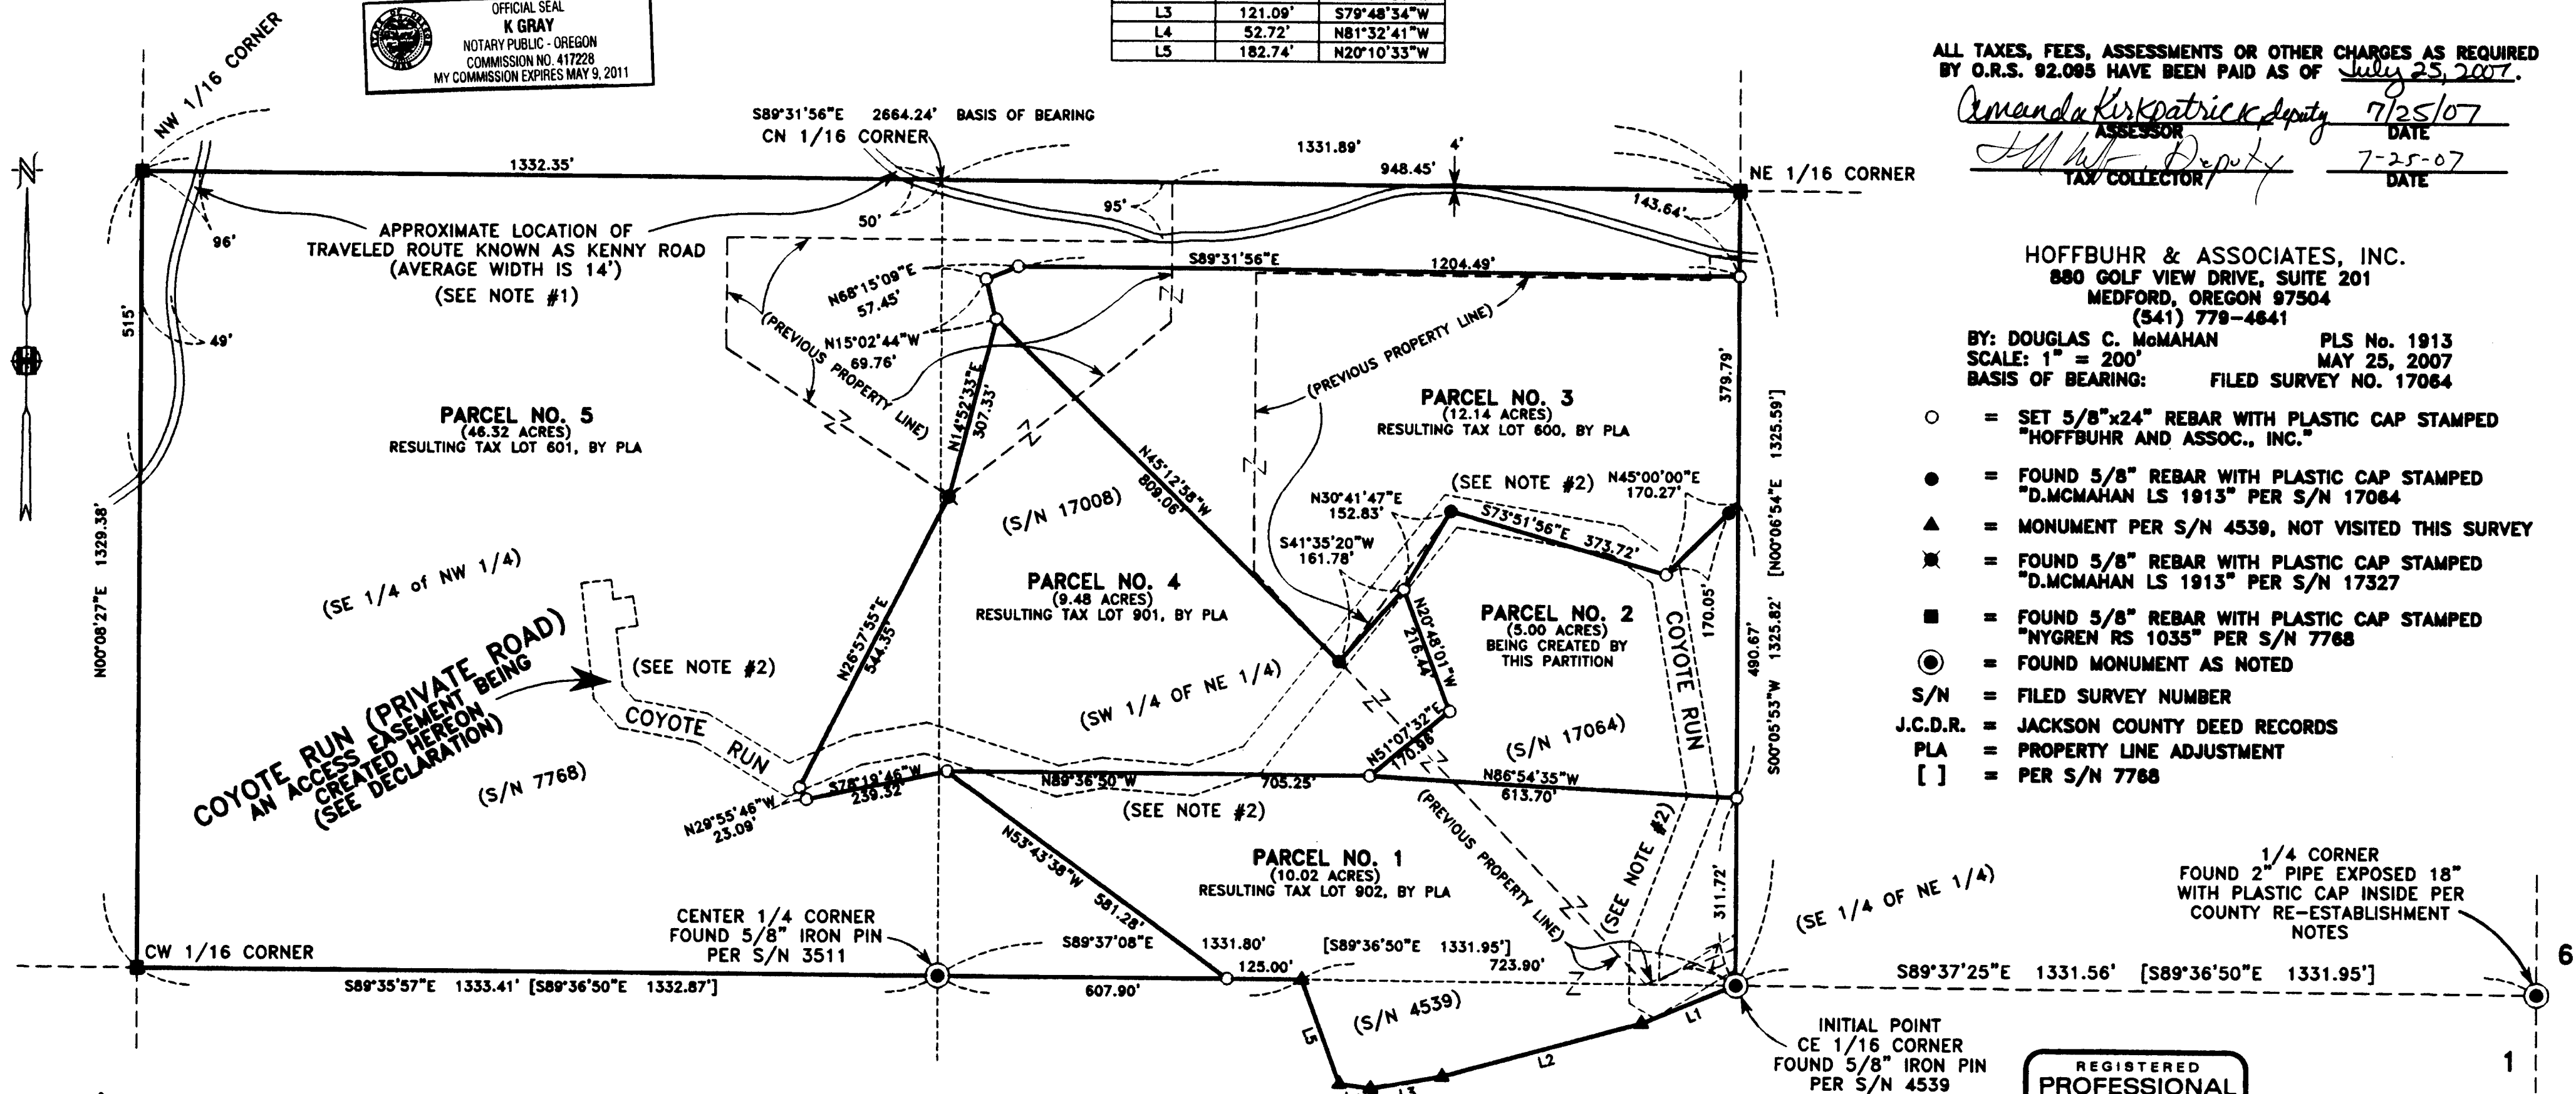 OFFICIAL SEAL
K GRAY
NOTARY PUBLIC - OREGON
COMMISSION NO. 417228
MY COMMISSION EXPIRES MAY 9, 2011
L3 121.09' S79°48'34"W
L4 52.72' N81°32'41"W
L5 182.74' N20°10'33"W
ALL TAXES, FEES, ASSESSMENTS OR OTHER CHARGES AS REQUIRED
BY O.R.S. 92.095 HAVE BEEN PAID AS OF July 25, 2007.
Amanda Kirkpatrick, deputy 7/25/07
ASSESSOR DATE
Deputy 7-25-07
TAX COLLECTOR DATE
HOFFBUHR & ASSOCIATES, INC.
880 GOLF VIEW DRIVE, SUITE 201
MEDFORD, OREGON 97504
(541) 779-4641
BY: DOUGLAS C. McMAHAN PLS No. 1913
SCALE: 1" = 200' MAY 25, 2007
BASIS OF BEARING: FILED SURVEY NO. 17064
= SET 5/8"x24" REBAR WITH PLASTIC CAP STAMPED
"HOFFBUHR AND ASSOC., INC."
= FOUND 5/8" REBAR WITH PLASTIC CAP STAMPED
"D.MCMAHAN LS 1913" PER S/N 17064
= MONUMENT PER S/N 4539, NOT VISITED THIS SURVEY
= FOUND 5/8" REBAR WITH PLASTIC CAP STAMPED
"D.MCMAHAN LS 1913" PER S/N 17327
= FOUND 5/8" REBAR WITH PLASTIC CAP STAMPED
"NYGREN RS 1035" PER S/N 7768
= FOUND MONUMENT AS NOTED
S/N = FILED SURVEY NUMBER
J.C.D.R. = JACKSON COUNTY DEED RECORDS
PLA = PROPERTY LINE ADJUSTMENT
[ ] = PER S/N 7768
N
NW 1/16 CORNER
S89°31'56"E 2664.24' BASIS OF BEARING
CN 1/16 CORNER
1332.35'
1331.89'
948.45'
4'
NE 1/16 CORNER
143.64'
50'
95'
96'
49'
515'
APPROXIMATE LOCATION OF
TRAVELED ROUTE KNOWN AS KENNY ROAD
(AVERAGE WIDTH IS 14')
(SEE NOTE #1)
N68°15'09"E
57.45'
S89°31'56"E 1204.49'
N15°02'44"W
69.76'
(PREVIOUS PROPERTY LINE)
(PREVIOUS PROPERTY LINE)
N14°52'33"E
307.33'
379.79'
PARCEL NO. 5
(46.32 ACRES)
RESULTING TAX LOT 601, BY PLA
PARCEL NO. 3
(12.14 ACRES)
RESULTING TAX LOT 600, BY PLA
N45°12'58"W
809.06'
(S/N 17008)
(SEE NOTE #2)
N45°00'00"E
170.27'
N30°41'47"E
152.83'
S73°51'56"E 373.72'
S41°35'20"W
161.78'
N00°08'27"E 1329.38'
S00°05'53"W 1325.82' [N00°06'54"E 1325.59']
(SE 1/4 of NW 1/4)
PARCEL NO. 4
(9.48 ACRES)
RESULTING TAX LOT 901, BY PLA
PARCEL NO. 2
(5.00 ACRES)
BEING CREATED BY
THIS PARTITION
N20°48'01"W
216.44'
170.05'
490.67'
COYOTE RUN
N26°57'55"E
544.35'
COYOTE RUN (PRIVATE ROAD)
AN ACCESS EASEMENT BEING
CREATED HEREON
(SEE DECLARATION)
(SEE NOTE #2)
COYOTE RUN
(SW 1/4 OF NE 1/4)
N51°07'32"E
170.96'
(S/N 17064)
(S/N 7768)
S78°19'46"W
239.32'
N29°55'46"W
23.09'
N89°36'50"W 705.25'
(SEE NOTE #2)
N86°54'35"W
613.70'
(PREVIOUS PROPERTY LINE)
(SEE NOTE #2)
N53°43'38"W
581.28'
PARCEL NO. 1
(10.02 ACRES)
RESULTING TAX LOT 902, BY PLA
311.72'
(SE 1/4 OF NE 1/4)
1/4 CORNER
FOUND 2" PIPE EXPOSED 18"
WITH PLASTIC CAP INSIDE PER
COUNTY RE-ESTABLISHMENT
NOTES
CENTER 1/4 CORNER
FOUND 5/8" IRON PIN
PER S/N 3511
CW 1/16 CORNER
S89°37'08"E 1331.80' [S89°36'50"E 1331.95']
125.00' 723.90'
S89°35'57"E 1333.41' [S89°36'50"E 1332.87']
607.90'
S89°37'25"E 1331.56' [S89°36'50"E 1331.95']
6
(S/N 4539)
L5
L1
L2
L3
INITIAL POINT
CE 1/16 CORNER
FOUND 5/8" IRON PIN
PER S/N 4539
1
REGISTERED
PROFESSIONAL